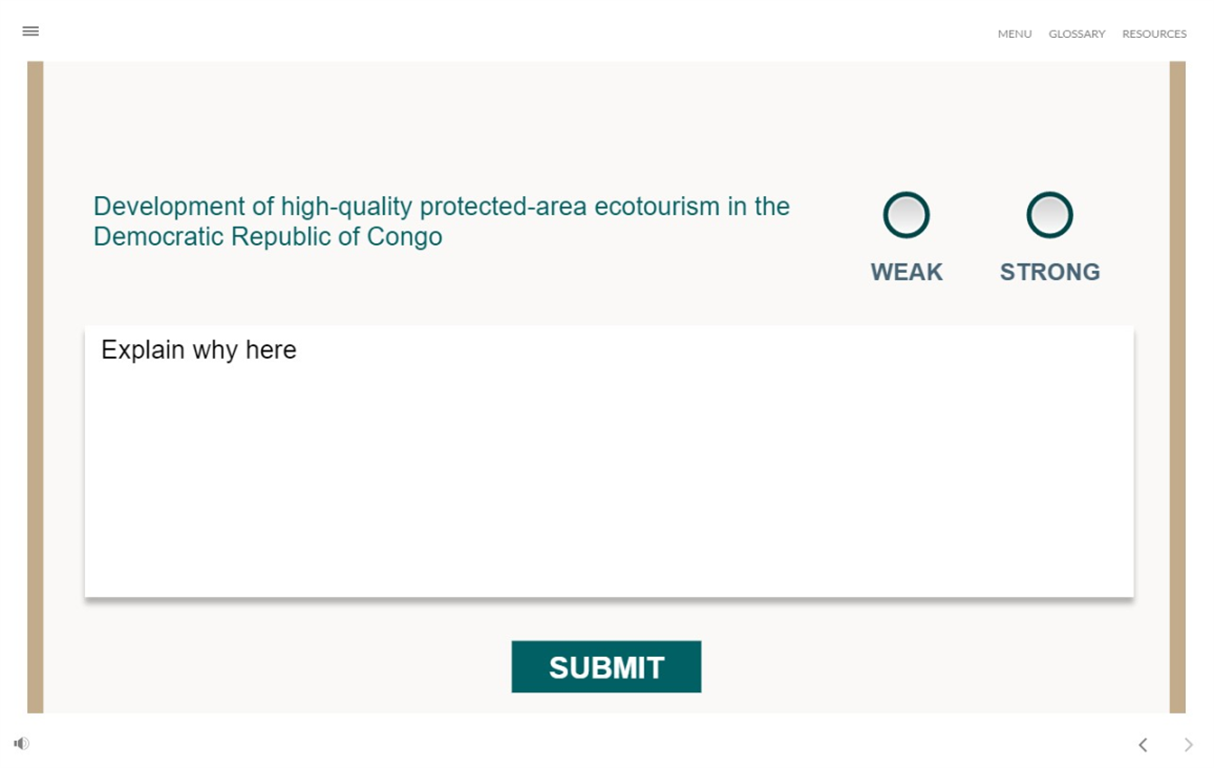 MENU GLOSSARY RESOURCES
Development of high-quality protected-area ecotourism in the
Democratic Republic of Congo
WEAK STRONG
Explain why here
SUBMIT